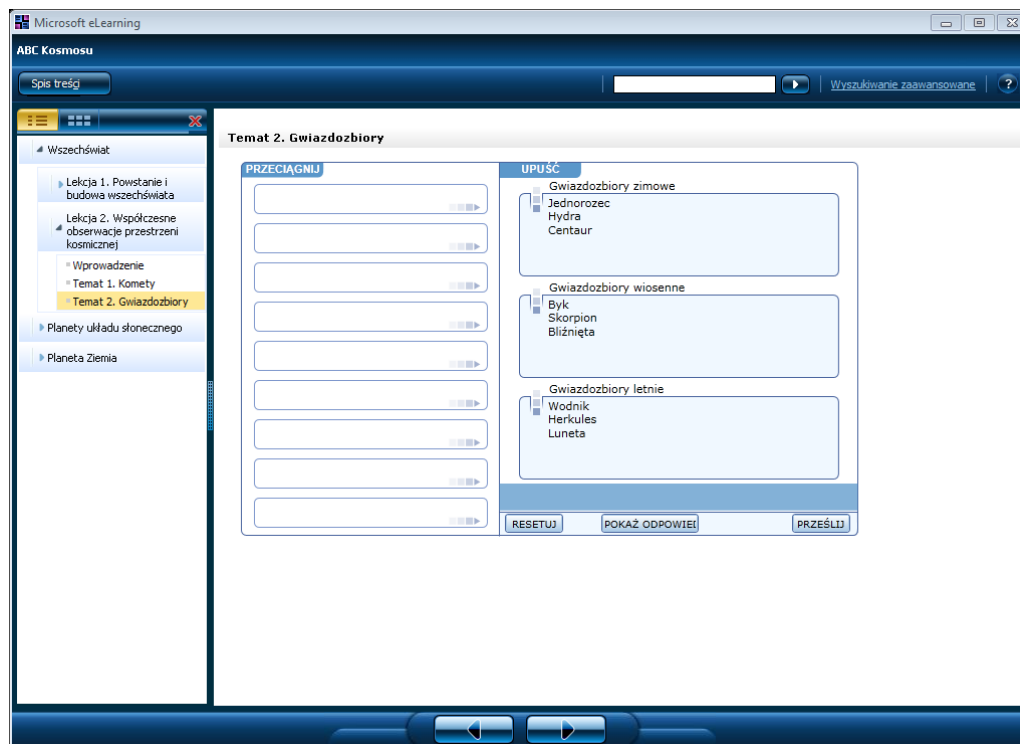 Microsoft eLearning
ABC Kosmosu
Spis treści
Wyszukiwanie zaawansowane
?
Wszechświat
Lekcja 1. Powstanie i
budowa wszechświata
Lekcja 2. Współczesne
obserwacje przestrzeni
kosmicznej
Wprowadzenie
Temat 1. Komety
Temat 2. Gwiazdozbiory
Planety układu słonecznego
Planeta Ziemia
Temat 2. Gwiazdozbiory
PRZECIĄGNIJ
UPUŚĆ
Gwiazdozbiory zimowe
Jednorozec
Hydra
Centaur
Gwiazdozbiory wiosenne
Byk
Skorpion
Bliźnięta
Gwiazdozbiory letnie
Wodnik
Herkules
Luneta
RESETUJ
POKAŻ ODPOWIEI
PRZEŚLIJ